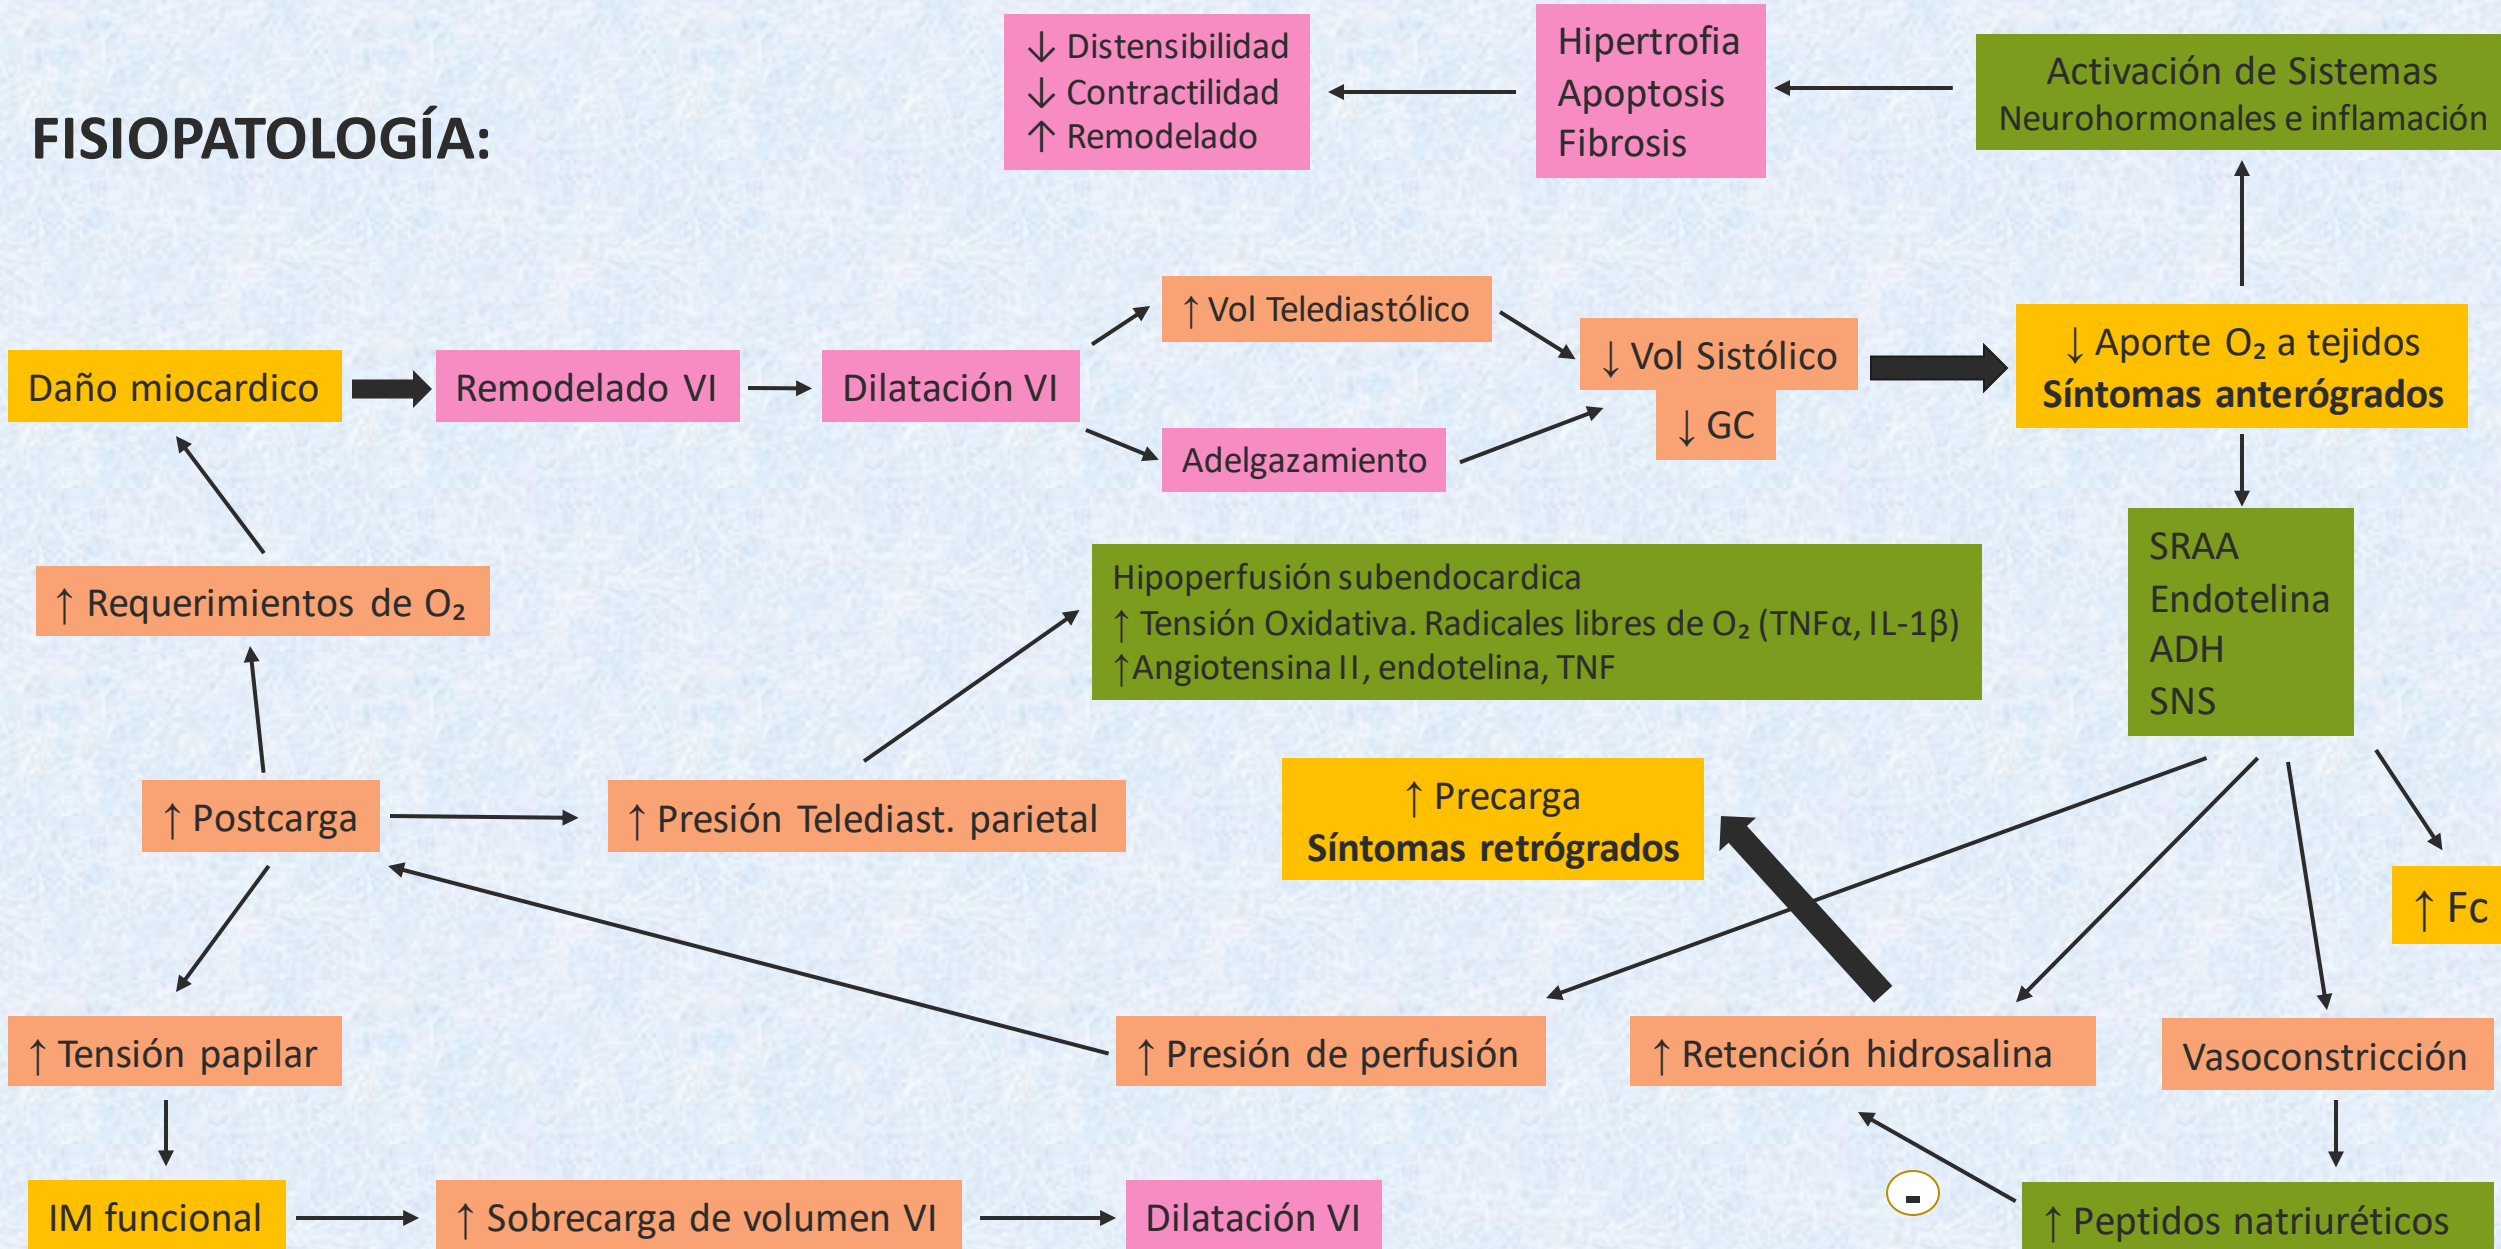 FISIOPATOLOGÍA:
↓ Distensibilidad
↓ Contractilidad
↑ Remodelado
Hipertrofia
Apoptosis
Fibrosis
Activación de Sistemas
Neurohormonales e inflamación
Daño miocardico
Remodelado VI
Dilatación VI
↑ Vol Telediastólico
Adelgazamiento
↓ Vol Sistólico
↓ GC
↓ Aporte O₂ a tejidos
Síntomas anterógrados
↑ Requerimientos de O₂
Hipoperfusión subendocardica
↑ Tensión Oxidativa. Radicales libres de O₂ (TNFα, IL-1β)
↑Angiotensina II, endotelina, TNF
SRAA
Endotelina
ADH
SNS
↑ Postcarga
↑ Presión Telediast. parietal
↑ Precarga
Síntomas retrógrados
↑ Fc
↑ Tensión papilar
↑ Presión de perfusión
↑ Retención hidrosalina
Vasoconstricción
IM funcional
↑ Sobrecarga de volumen VI
Dilatación VI
-
↑ Peptidos natriuréticos